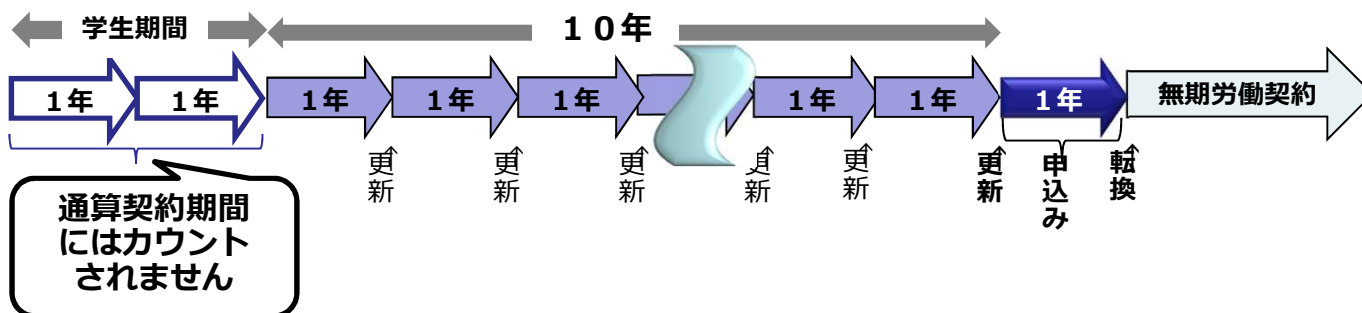 学生期間
１０年
1年
1年
1年
1年
1年
1年
1年
1年
無期労働契約
更新
更新
更新
更新
更新
更新
申込み
転換
通算契約期間
にはカウント
されません